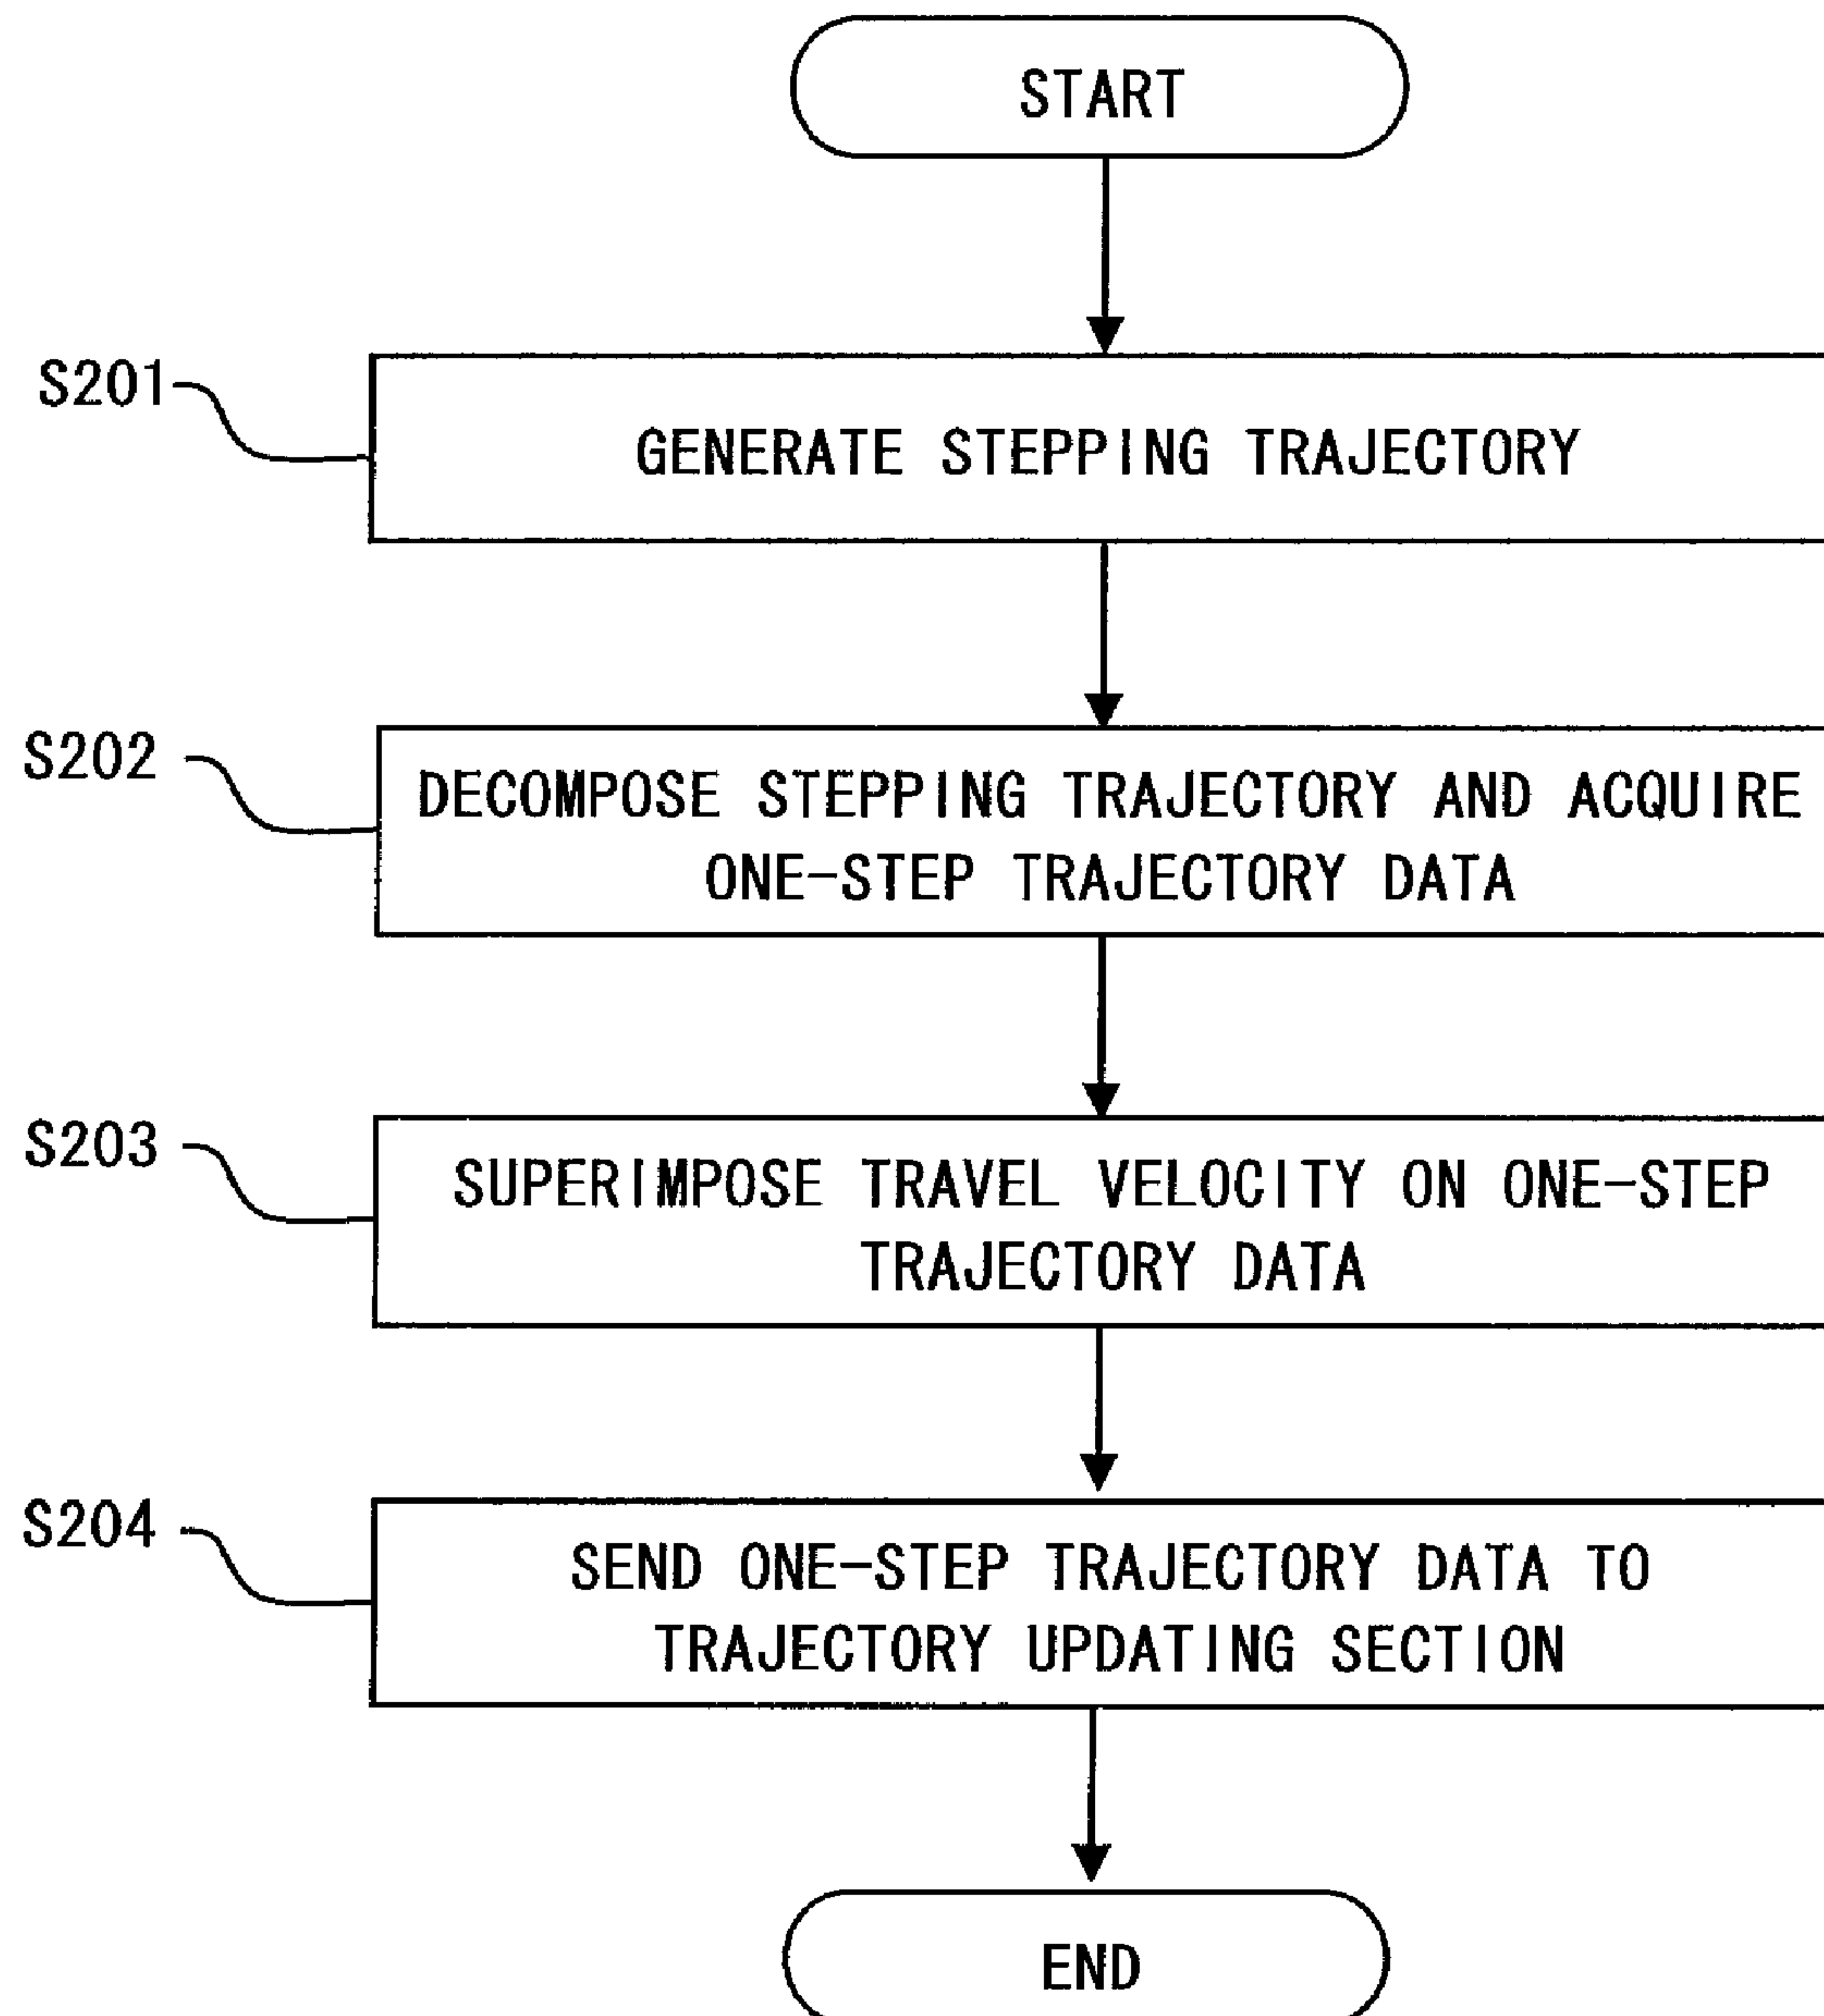 START
S201
GENERATE STEPPING TRAJECTORY
S202
DECOMPOSE STEPPING TRAJECTORY AND ACQUIRE
ONE-STEP TRAJECTORY DATA
S203
SUPERIMPOSE TRAVEL VELOCITY ON ONE-STEP
TRAJECTORY DATA
S204
SEND ONE-STEP TRAJECTORY DATA TO
TRAJECTORY UPDATING SECTION
END